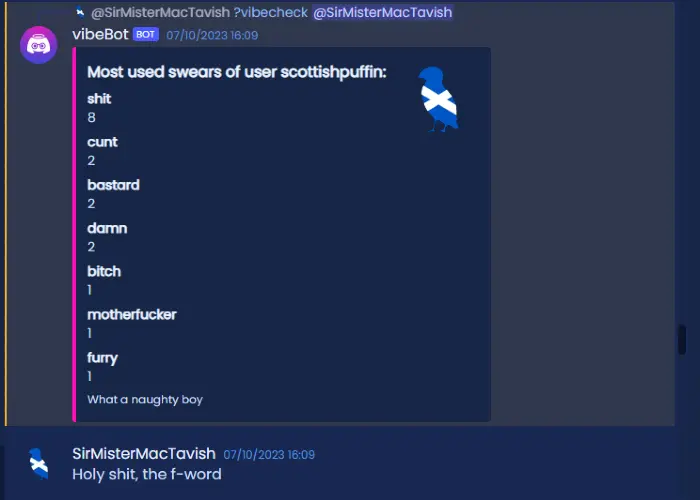 @SirMisterMacTavish ?vibecheck @SirMisterMacTavish
vibeBot BOT 07/10/2023 16:09
Most used swears of user scottishpuffin:
shit
8
cunt
2
bastard
2
damn
2
bitch
1
motherfucker
1
furry
1
What a naughty boy
SirMisterMacTavish 07/10/2023 16:09
Holy shit, the f-word